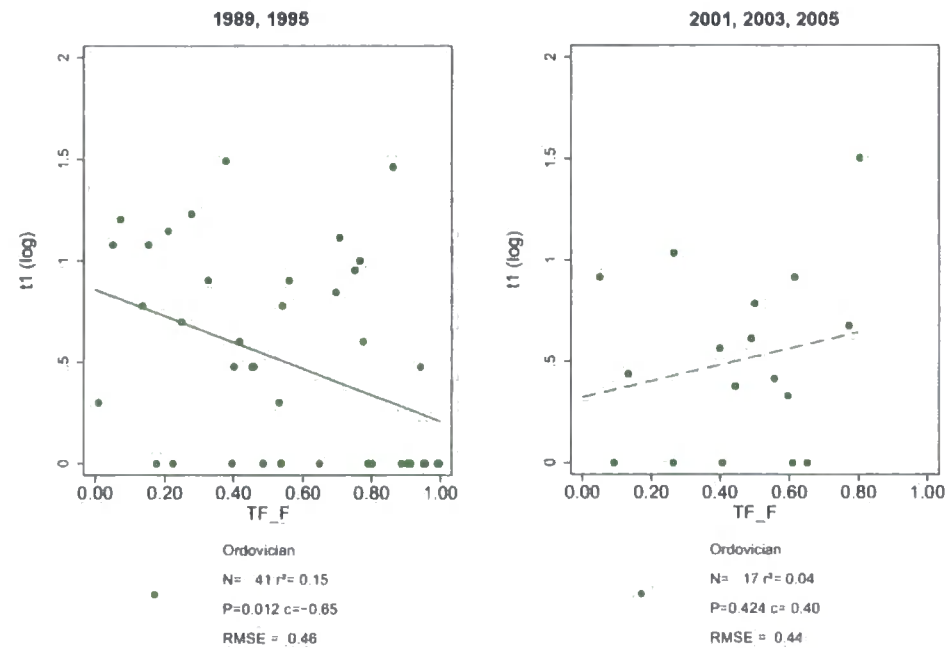 1989, 1995
2
1.5
1
.5
0
t1 (log)
0.00 0.20 0.40 0.60 0.80 1.00
TF_F
Ordovician
N= 41 r²= 0.15
P=0.012 c=-0.65
RMSE = 0.46
2001, 2003, 2005
2
1.5
1
.5
0
t1 (log)
0.00 0.20 0.40 0.60 0.80 1.00
TF_F
Ordovician
N= 17 r²= 0.04
P=0.424 c= 0.40
RMSE = 0.44